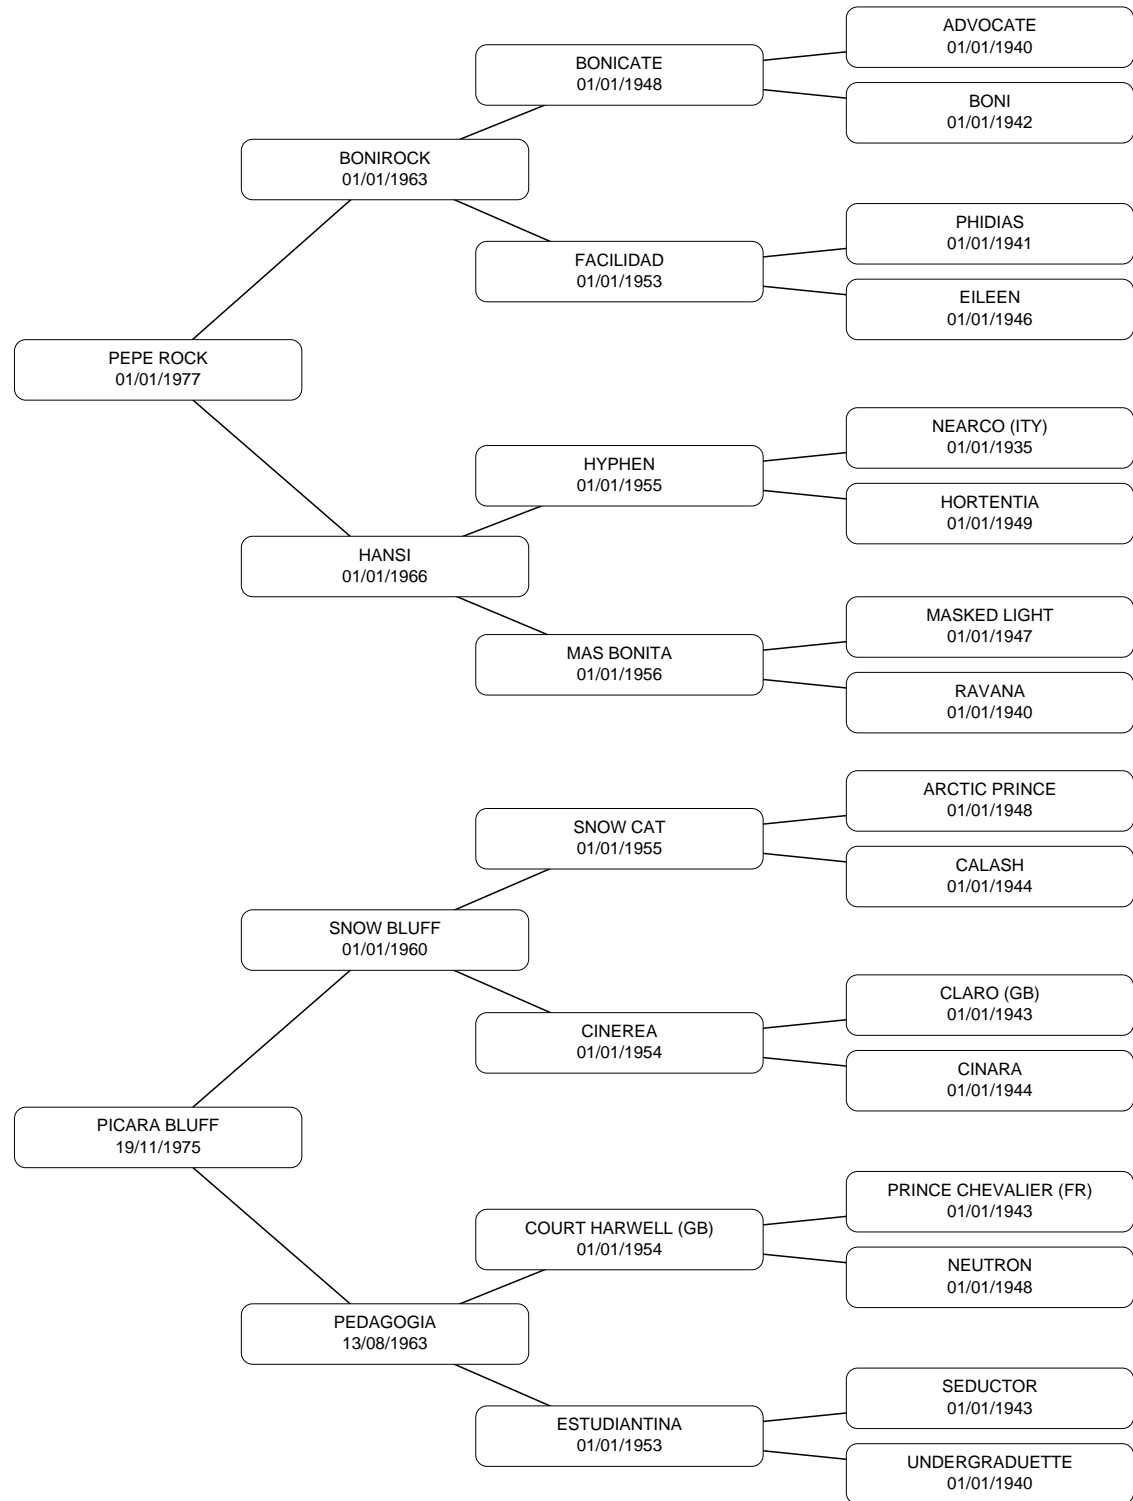 ADVOCATE
01/01/1940
BONICATE
01/01/1948
BONI
01/01/1942
BONIROCK
01/01/1963
PHIDIAS
01/01/1941
FACILIDAD
01/01/1953
EILEEN
01/01/1946
PEPE ROCK
01/01/1977
NEARCO (ITY)
01/01/1935
HYPHEN
01/01/1955
HORTENTIA
01/01/1949
HANSI
01/01/1966
MASKED LIGHT
01/01/1947
MAS BONITA
01/01/1956
RAVANA
01/01/1940
ARCTIC PRINCE
01/01/1948
SNOW CAT
01/01/1955
CALASH
01/01/1944
SNOW BLUFF
01/01/1960
CLARO (GB)
01/01/1943
CINEREA
01/01/1954
CINARA
01/01/1944
PICARA BLUFF
19/11/1975
PRINCE CHEVALIER (FR)
01/01/1943
COURT HARWELL (GB)
01/01/1954
NEUTRON
01/01/1948
PEDAGOGIA
13/08/1963
SEDUCTOR
01/01/1943
ESTUDIANTINA
01/01/1953
UNDERGRADUETTE
01/01/1940